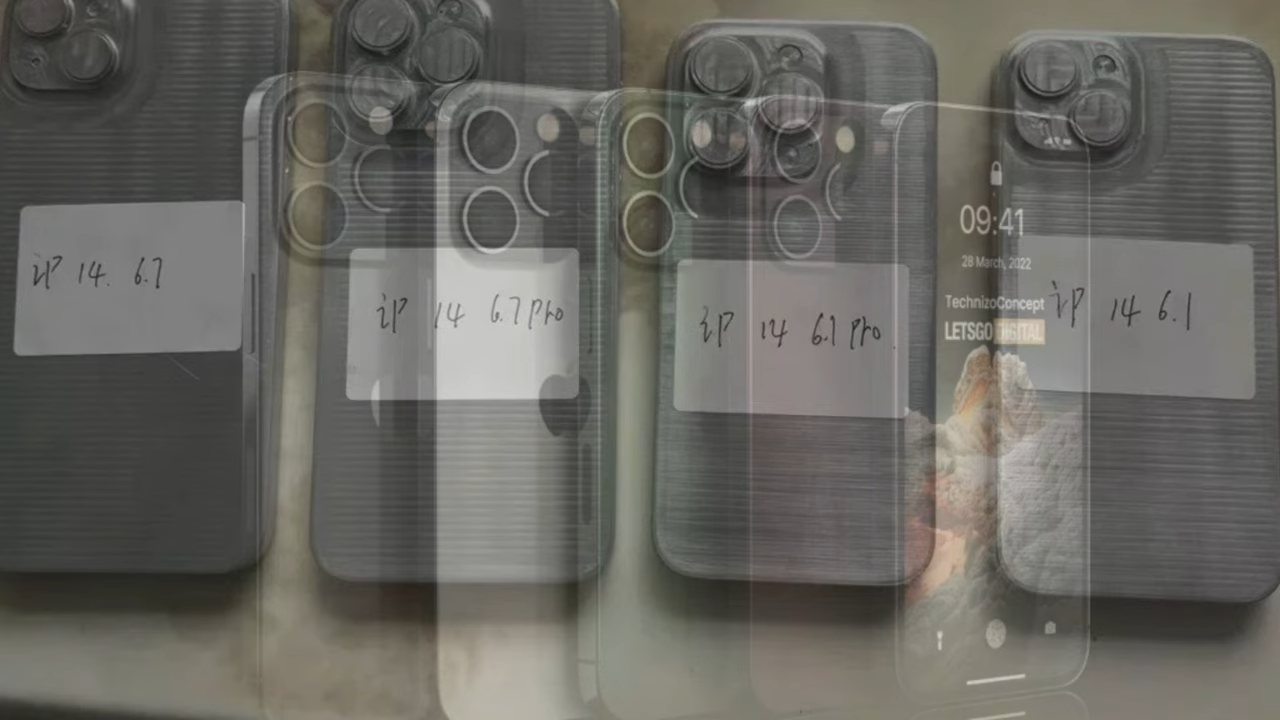 iP 14. 6.7
iP 14 6.7 pro
iP 14 6.1 pro
iP 14 6.1
09:41
28 March, 2022
TechnizoConcept
LETSGO DIGITAL